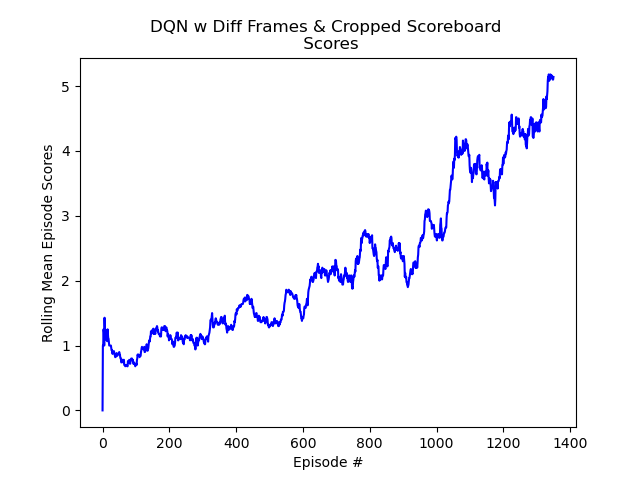 DQN w Diff Frames & Cropped Scoreboard
Scores
Rolling Mean Episode Scores
5
4
3
2
1
0
0 200 400 600 800 1000 1200 1400
Episode #